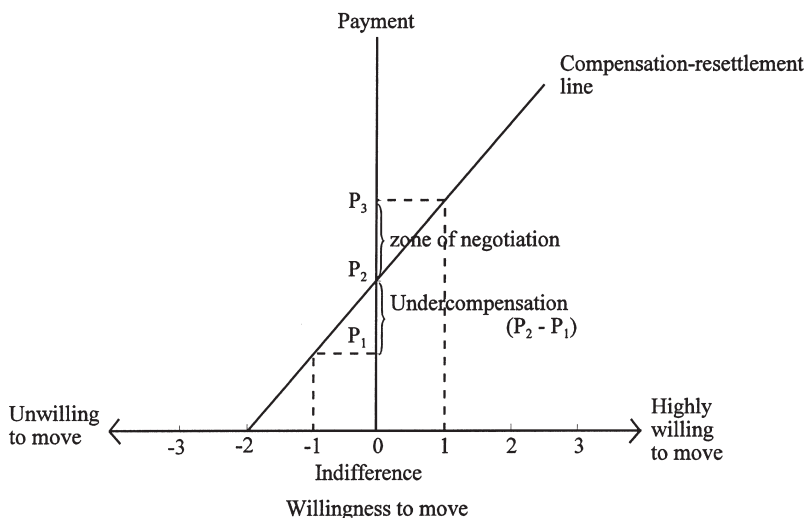 Payment
Compensation-resettlement
line
P3
zone of negotiation
P2
Undercompensation
(P2 - P1)
P1
Unwilling
to move
Highly
willing
to move
-3 -2 -1 0 1 2 3
Indifference
Willingness to move